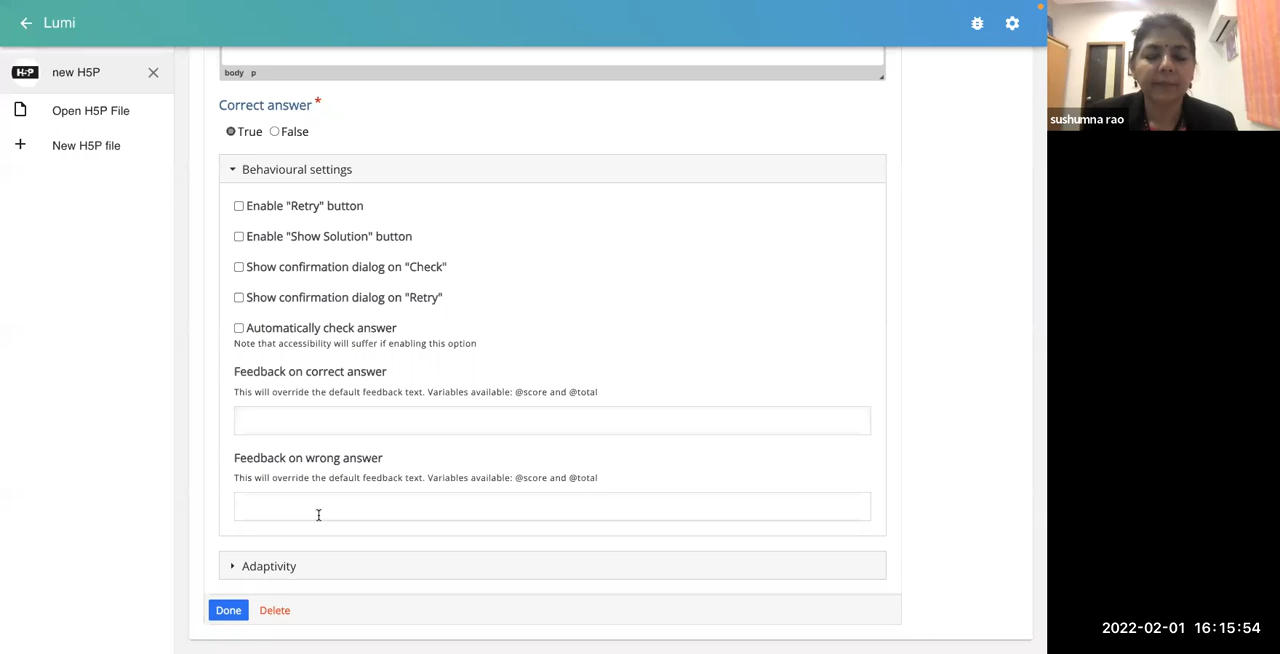 Lumi
H-P new H5P
Open H5P File
New H5P file
body p
Correct answer *
True False
Behavioural settings
Enable "Retry" button
Enable "Show Solution" button
Show confirmation dialog on "Check"
Show confirmation dialog on "Retry"
Automatically check answer
Note that accessibility will suffer if enabling this option
Feedback on correct answer
This will override the default feedback text. Variables available: @score and @total
Feedback on wrong answer
This will override the default feedback text. Variables available: @score and @total
Adaptivity
Done Delete
sushumna rao
2022-02-01 16:15:54